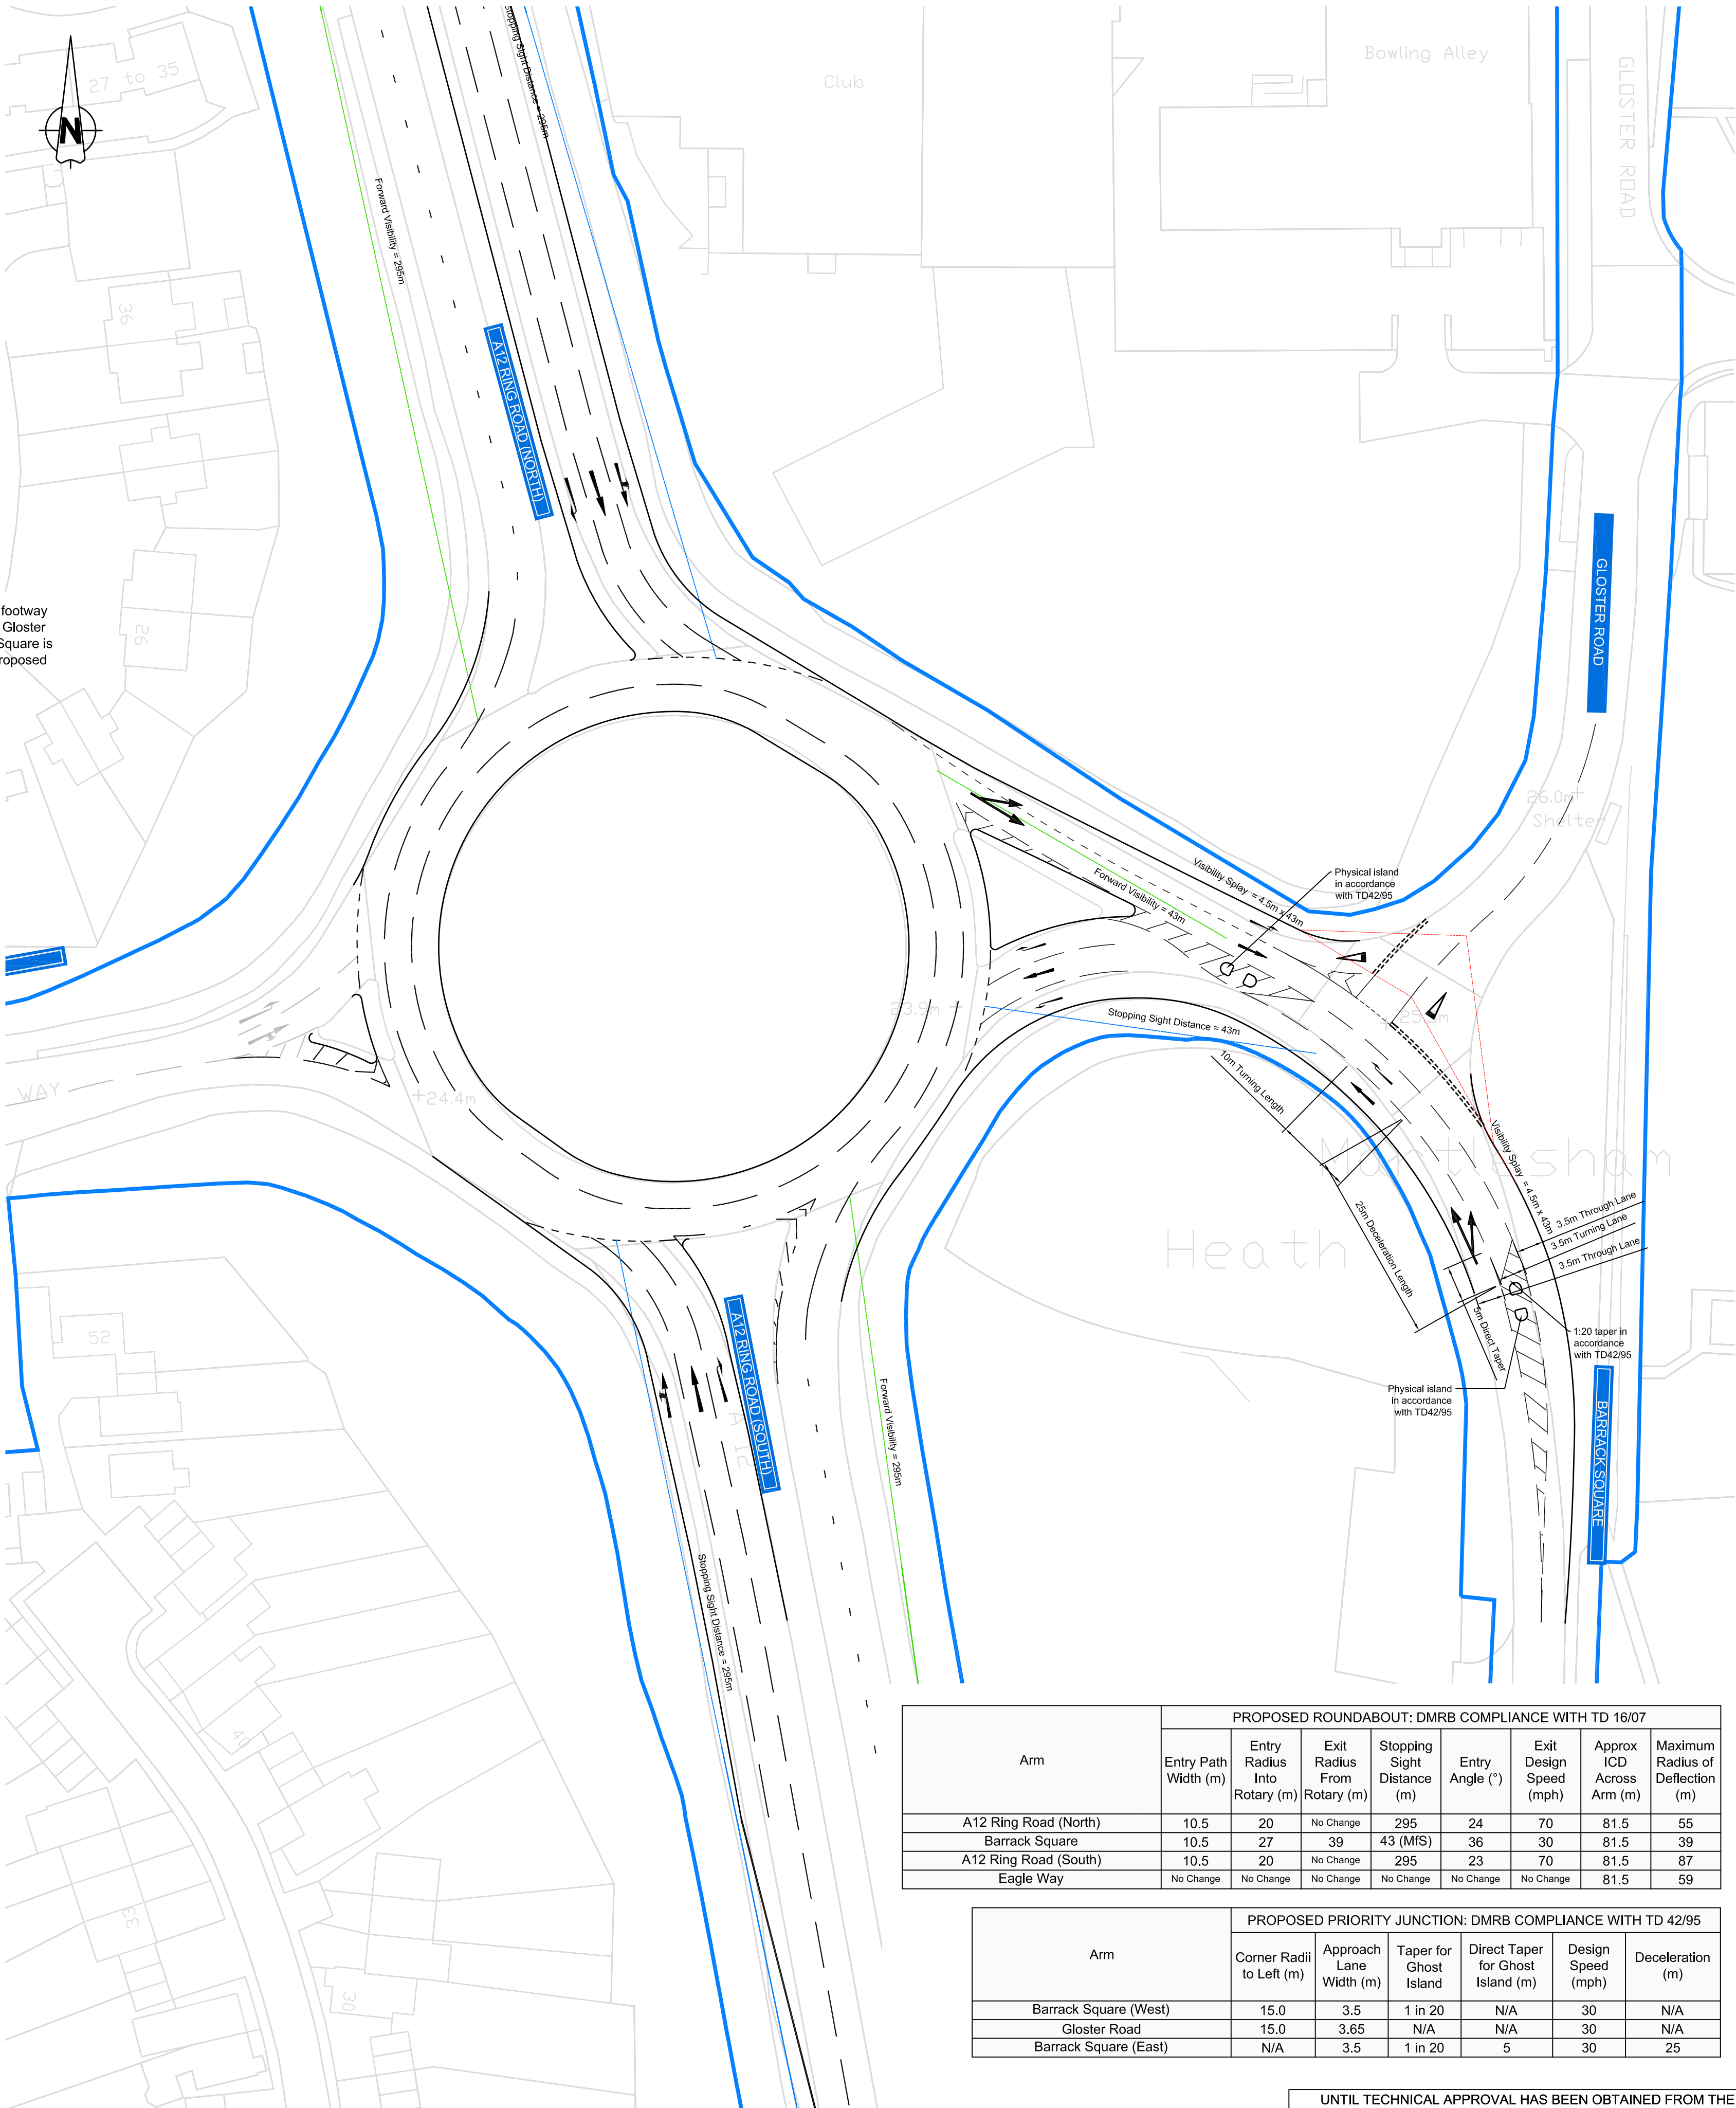 27 to 35
N
36
26
footway
Gloster
Square is
roposed
Stopping Sight Distance = 295m
Forward Visibility = 295m
A12 RING ROAD (NORTH)
Club
Bowling Alley
GLOSTER ROAD
GLOSTER ROAD
26.0m
Shelter
Physical island
in accordance
with TD42/95
Visibility Splay = 4.5m x 43m
Forward Visibility = 43m
23.9m
Stopping Sight Distance = 43m
10m Turning Length
25m Deceleration Length
5m Direct Taper
Visibility Splay = 4.5m x 43m
3.5m Through Lane
3.5m Turning Lane
3.5m Through Lane
1:20 taper in
accordance
with TD42/95
Physical island
in accordance
with TD42/95
BARRACK SQUARE
Martlesham
Heath
WAY
24.4m
52
A12 RING ROAD (SOUTH)
A 12
Forward Visibility = 295m
Stopping Sight Distance = 295m
40
33
30
PROPOSED ROUNDABOUT: DMRB COMPLIANCE WITH TD 16/07
Arm Entry Path Width (m) Entry Radius Into Rotary (m) Exit Radius From Rotary (m) Stopping Sight Distance (m) Entry Angle (°) Exit Design Speed (mph) Approx ICD Across Arm (m) Maximum Radius of Deflection (m)
A12 Ring Road (North) 10.5 20 No Change 295 24 70 81.5 55
Barrack Square 10.5 27 39 43 (MfS) 36 30 81.5 39
A12 Ring Road (South) 10.5 20 No Change 295 23 70 81.5 87
Eagle Way No Change No Change No Change No Change No Change No Change 81.5 59
PROPOSED PRIORITY JUNCTION: DMRB COMPLIANCE WITH TD 42/95
Arm Corner Radii to Left (m) Approach Lane Width (m) Taper for Ghost Island Direct Taper for Ghost Island (m) Design Speed (mph) Deceleration (m)
Barrack Square (West) 15.0 3.5 1 in 20 N/A 30 N/A
Gloster Road 15.0 3.65 N/A N/A 30 N/A
Barrack Square (East) N/A 3.5 1 in 20 5 30 25
UNTIL TECHNICAL APPROVAL HAS BEEN OBTAINED FROM THE